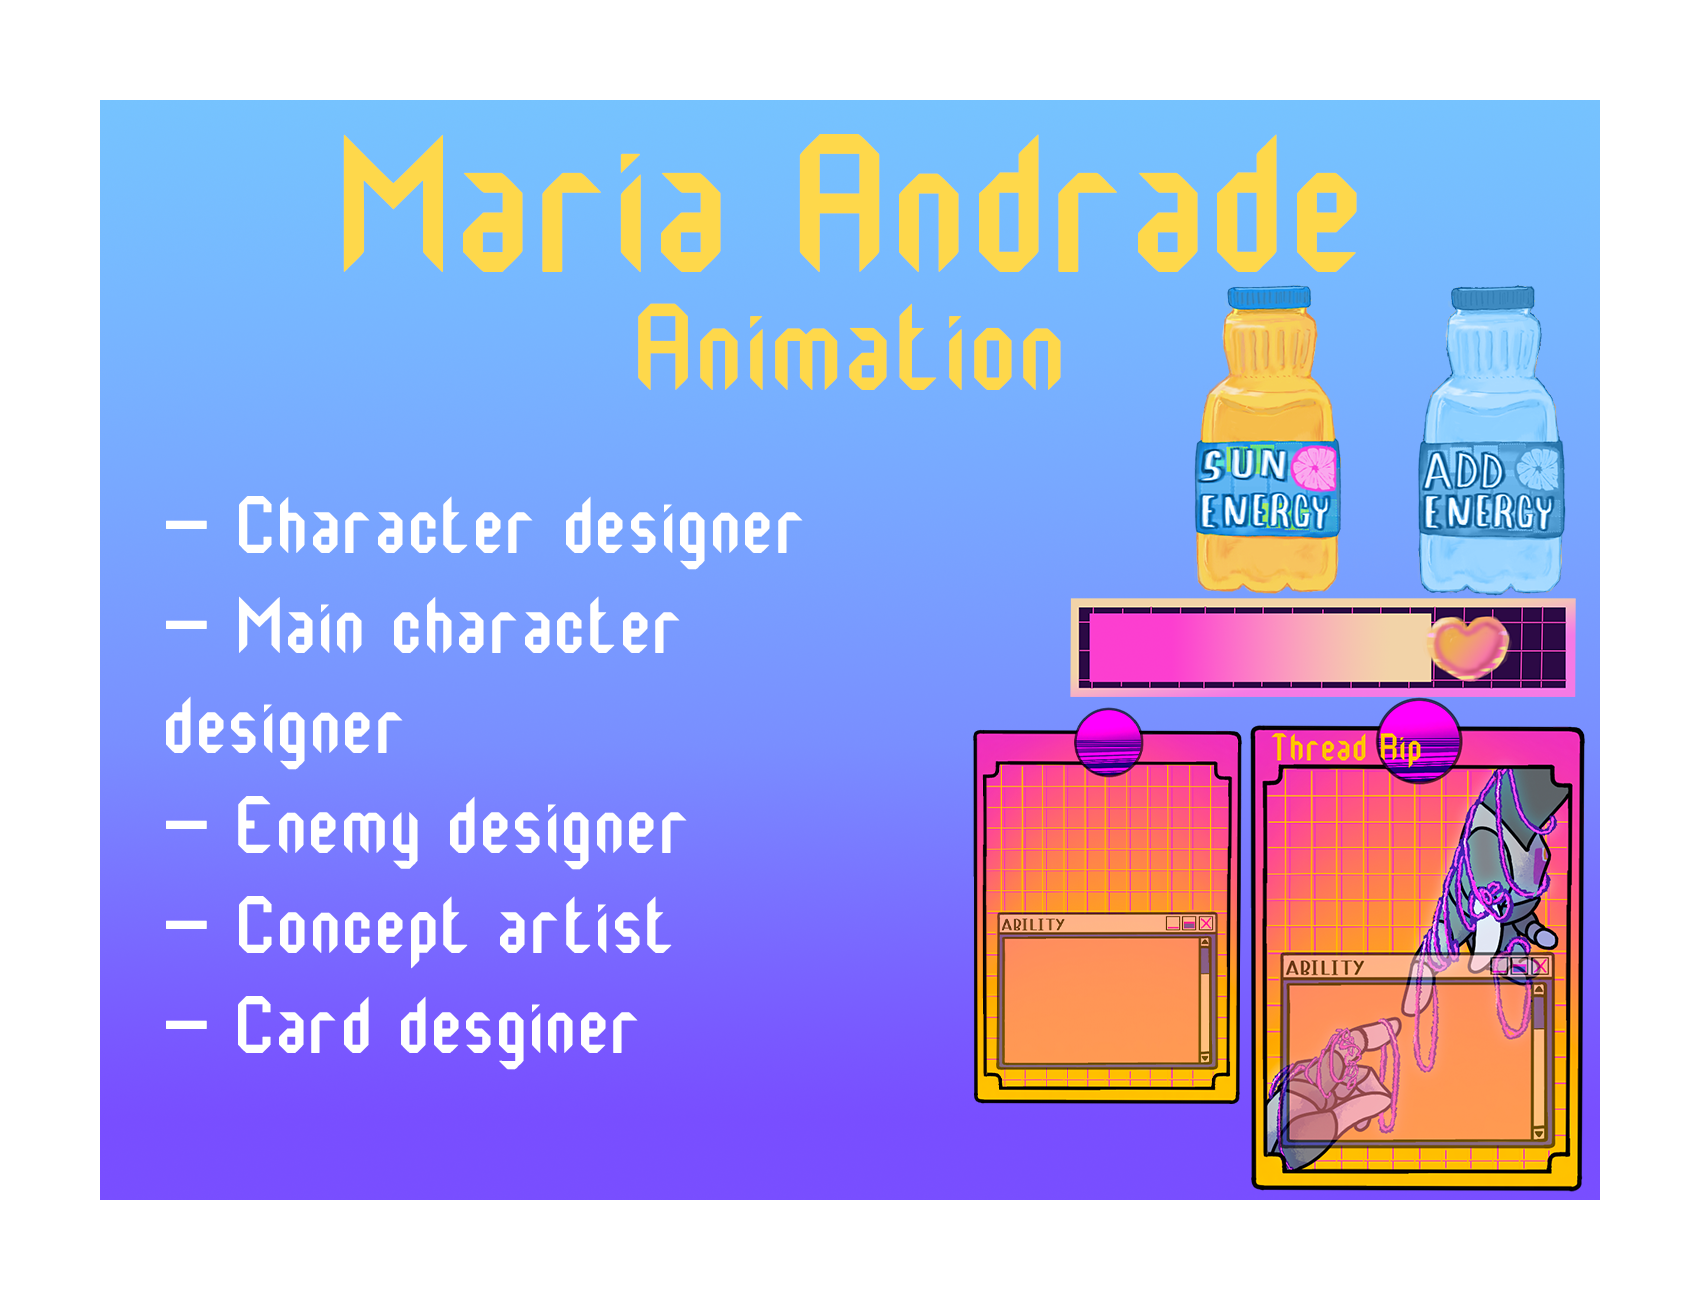 Maria Andrade
Animation
— Character designer
— Main character
designer
— Enemy designer
— Concept artist
— Card desginer
SUN
ENERGY
ADD
ENERGY
Thread Rip
ABILITY
ABILITY